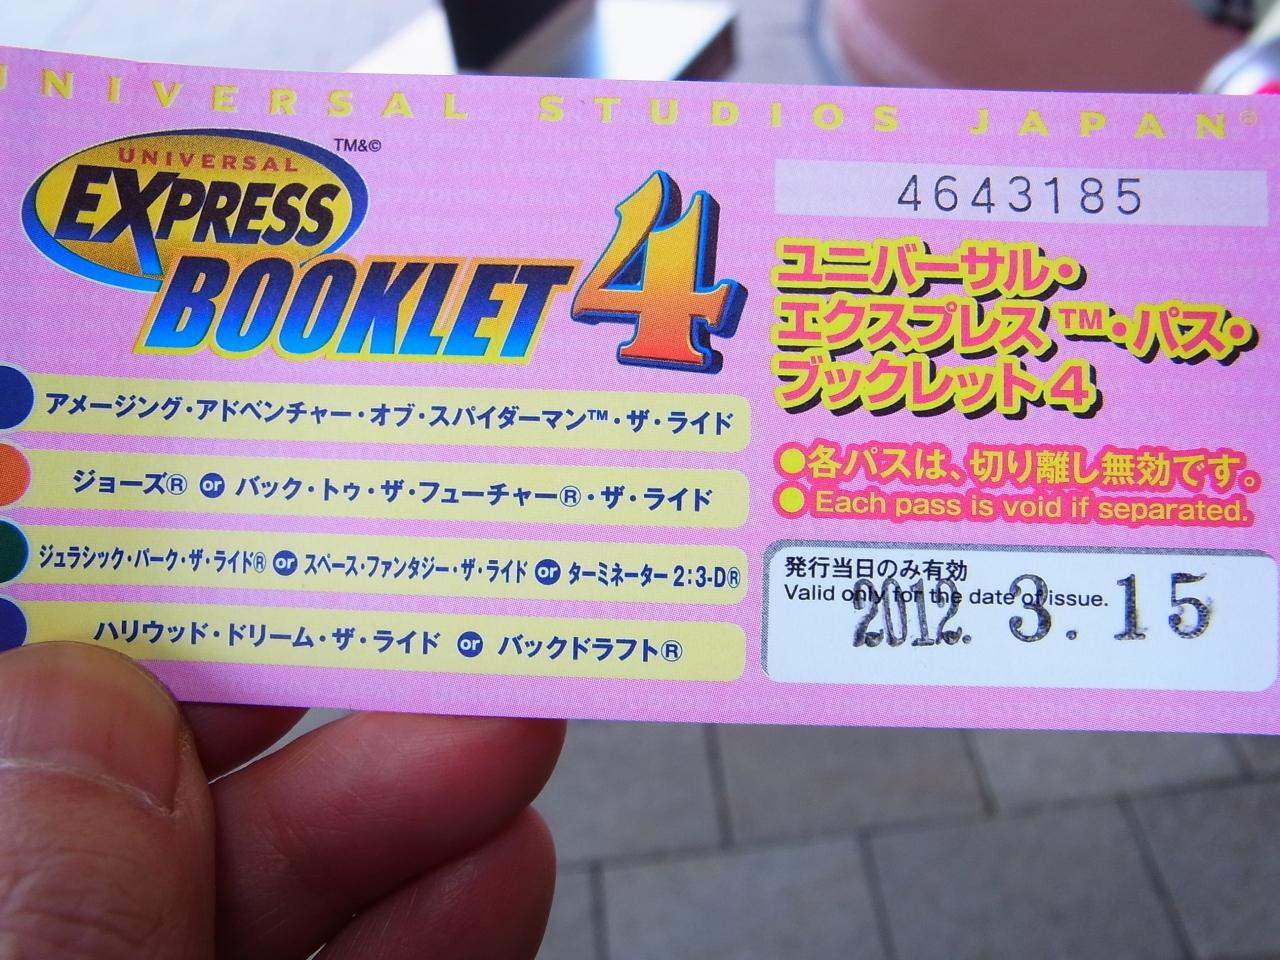 UNIVERSAL STUDIOS JAPAN®
UNIVERSAL
EXPRESS
TM&©
BOOKLET 4
アメージング・アドベンチャー・オブ・スパイダーマン™・ザ・ライド
ジョーズ® or バック・トゥ・ザ・フューチャー®・ザ・ライド
ジュラシック・パーク・ザ・ライド® or スペース・ファンタジー・ザ・ライド or ターミネーター 2:3-D®
ハリウッド・ドリーム・ザ・ライド or バックドラフト®
4643185
ユニバーサル・
エクスプレス™・パス・
ブックレット4
●各パスは、切り離し無効です。
●Each pass is void if separated.
発行当日のみ有効
Valid only for the date of issue.
2012. 3. 15